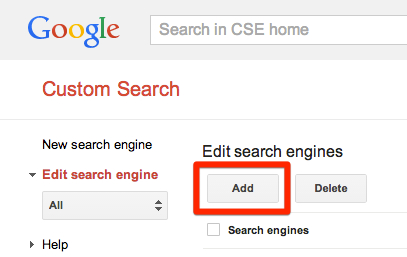 Google
Search in CSE home
Custom Search
New search engine
Edit search engine
All
Help
Edit search engines
Add Delete
Search engines